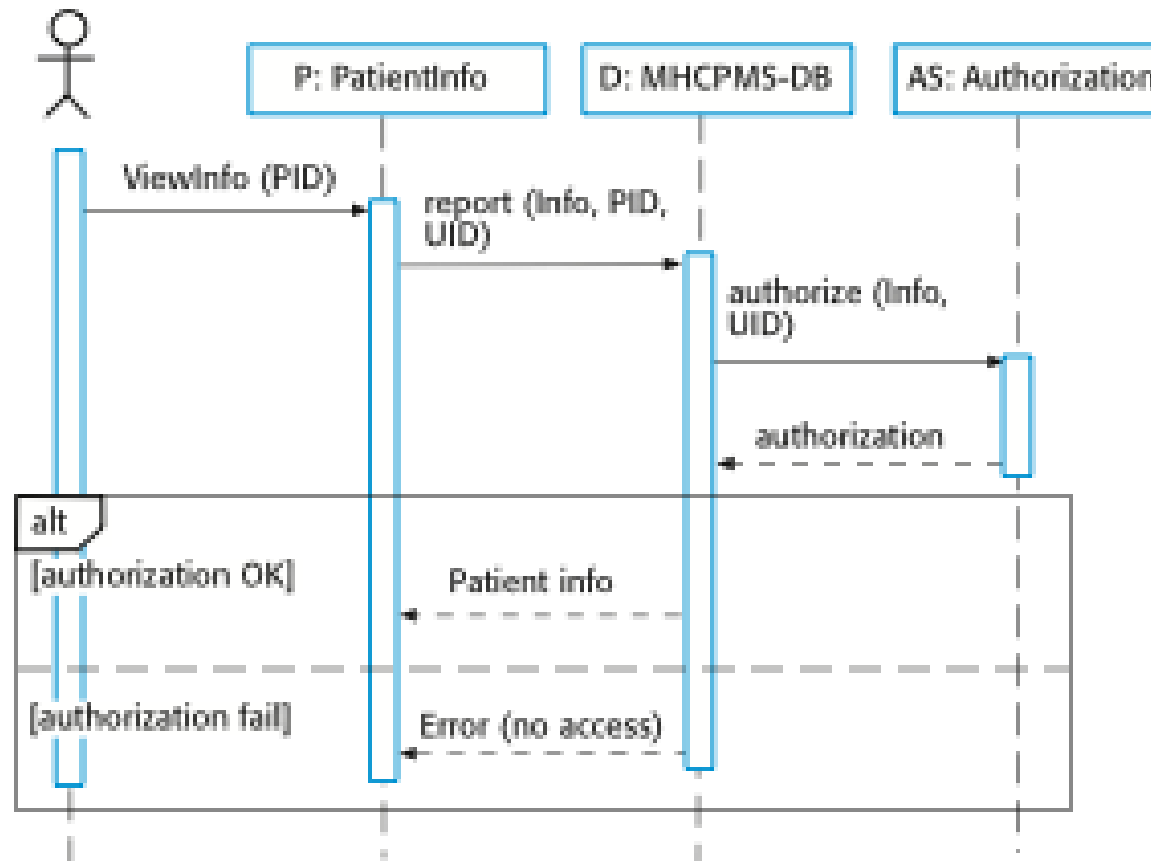 P: PatientInfo
D: MHCPMS-DB
AS: Authorization
ViewInfo (PID)
report (Info, PID,
UID)
authorize (Info,
UID)
authorization
alt
[authorization OK]
Patient info
[authorization fail]
Error (no access)